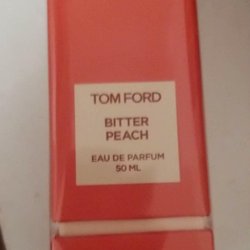 TOM FORD
BITTER
PEACH
EAU DE PARFUM
50 ML